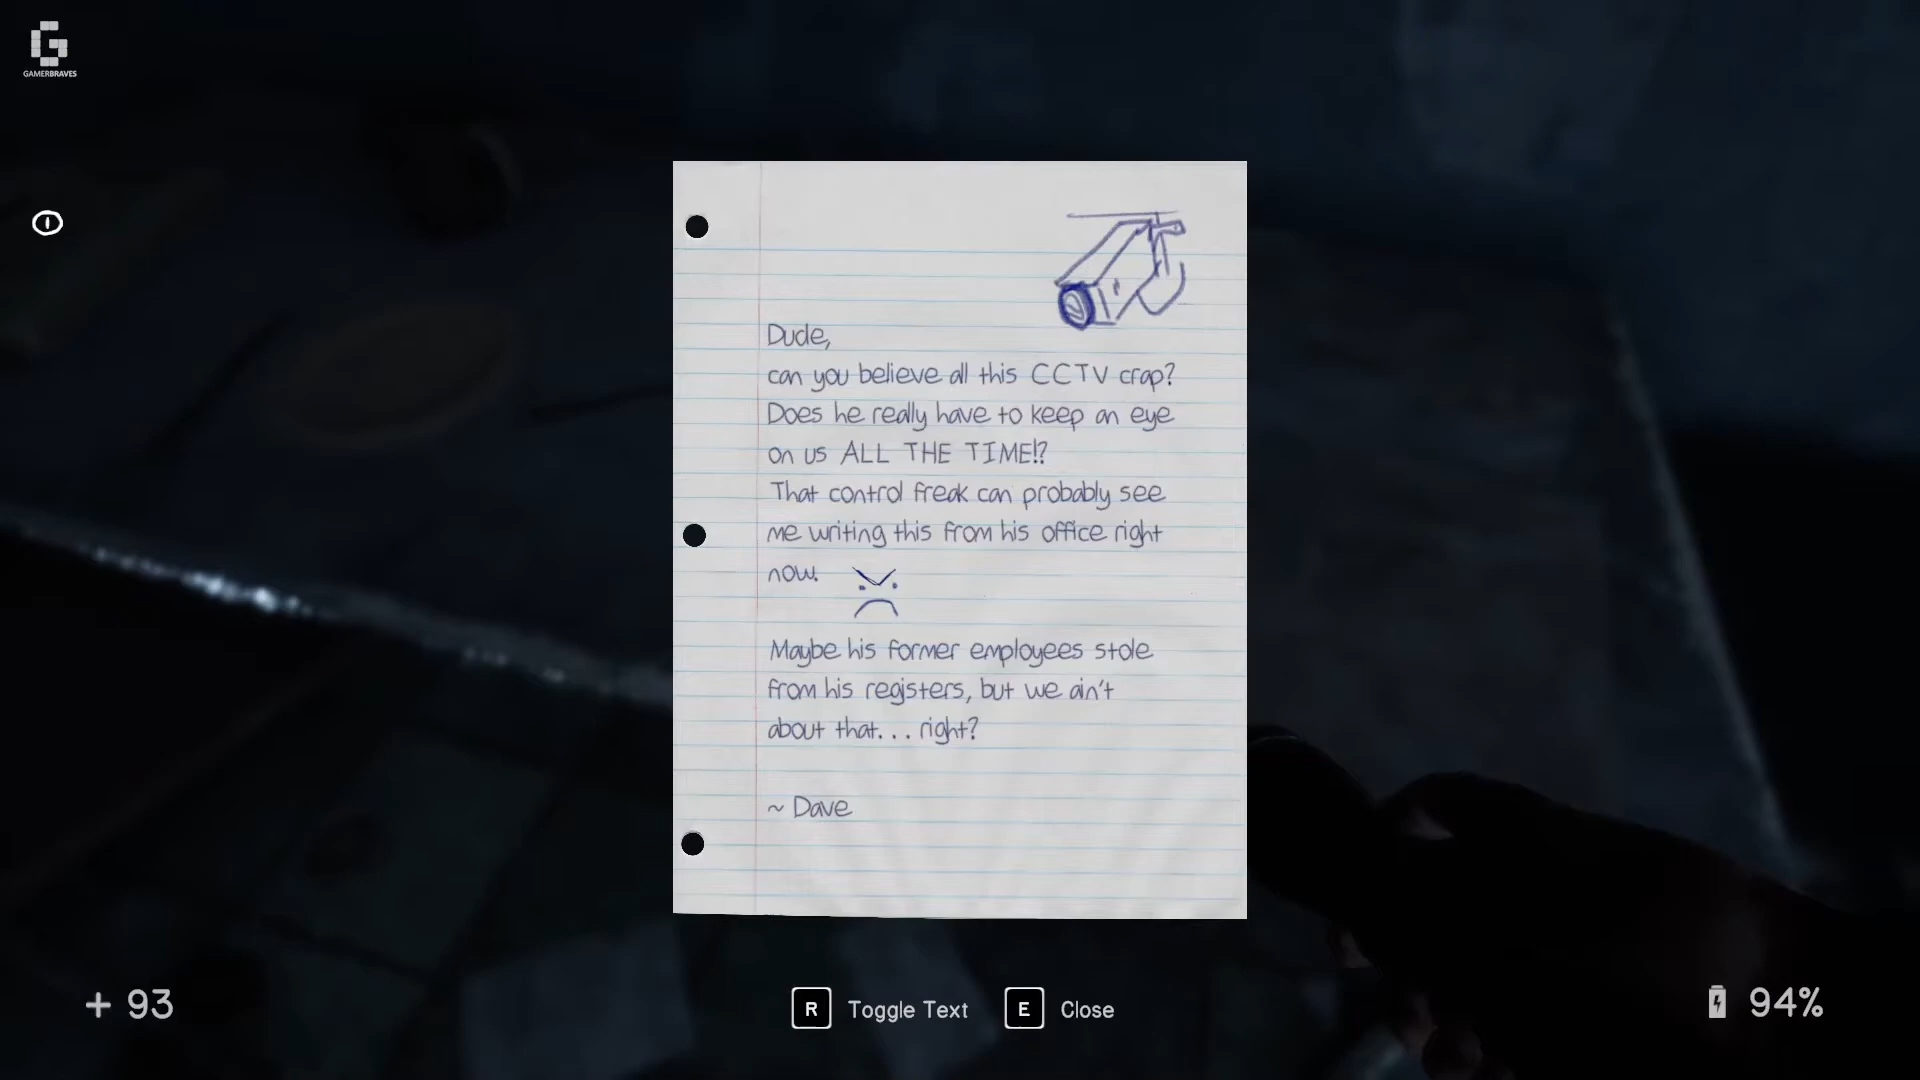 GAMERBRAVES
Dude,
can you believe all this CCTV crap?
Does he really have to keep an eye
on us ALL THE TIME!?
That control freak can probably see
me writing this from his office right
now.
Maybe his former employees stole
from his registers, but we ain't
about that... right?
~ Dave
+ 93
R Toggle Text E Close
94%